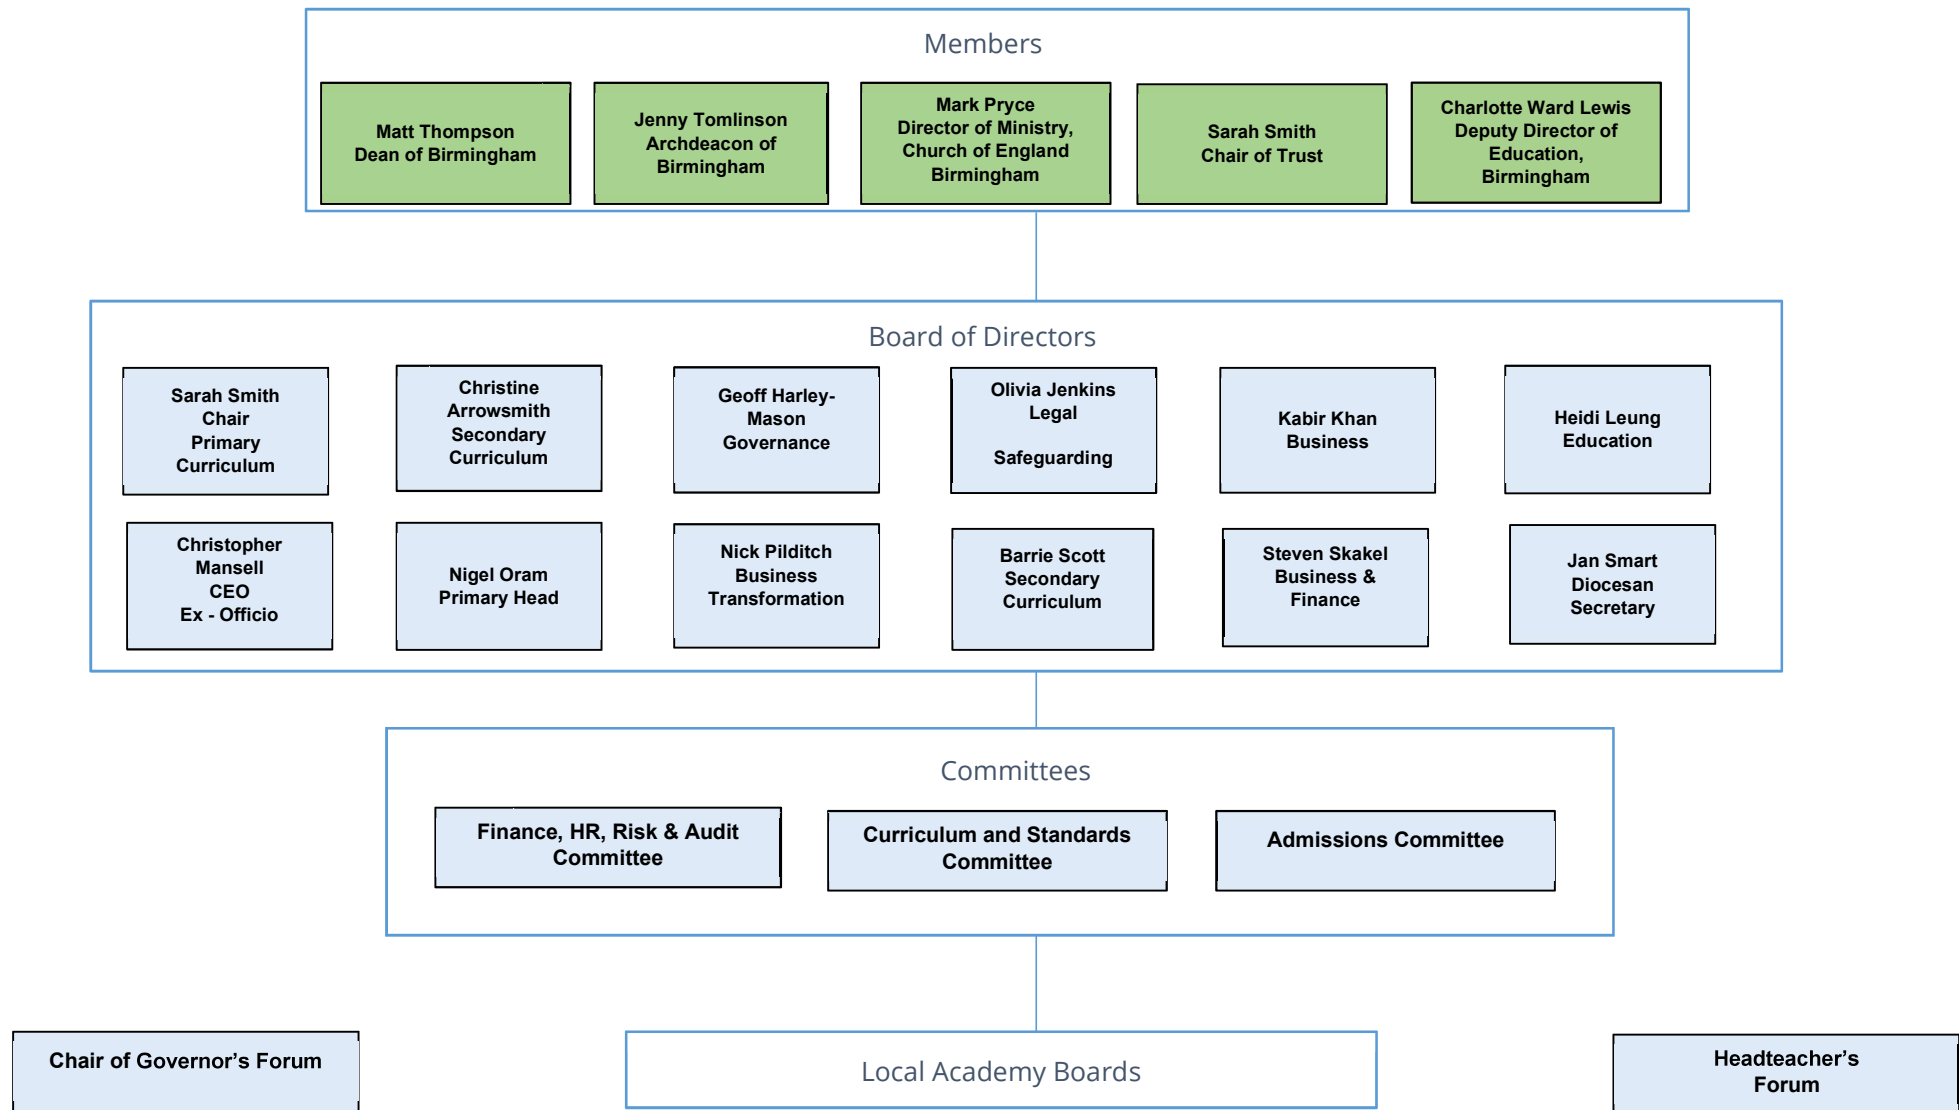 Members
Matt Thompson
Dean of Birmingham
Jenny Tomlinson
Archdeacon of
Birmingham
Mark Pryce
Director of Ministry,
Church of England
Birmingham
Sarah Smith
Chair of Trust
Charlotte Ward Lewis
Deputy Director of
Education,
Birmingham
Board of Directors
Sarah Smith
Chair
Primary
Curriculum
Christine
Arrowsmith
Secondary
Curriculum
Geoff Harley-
Mason
Governance
Olivia Jenkins
Legal
Safeguarding
Kabir Khan
Business
Heidi Leung
Education
Christopher
Mansell
CEO
Ex - Officio
Nigel Oram
Primary Head
Nick Pilditch
Business
Transformation
Barrie Scott
Secondary
Curriculum
Steven Skakel
Business &
Finance
Jan Smart
Diocesan
Secretary
Committees
Finance, HR, Risk & Audit
Committee
Curriculum and Standards
Committee
Admissions Committee
Chair of Governor’s Forum
Local Academy Boards
Headteacher’s
Forum